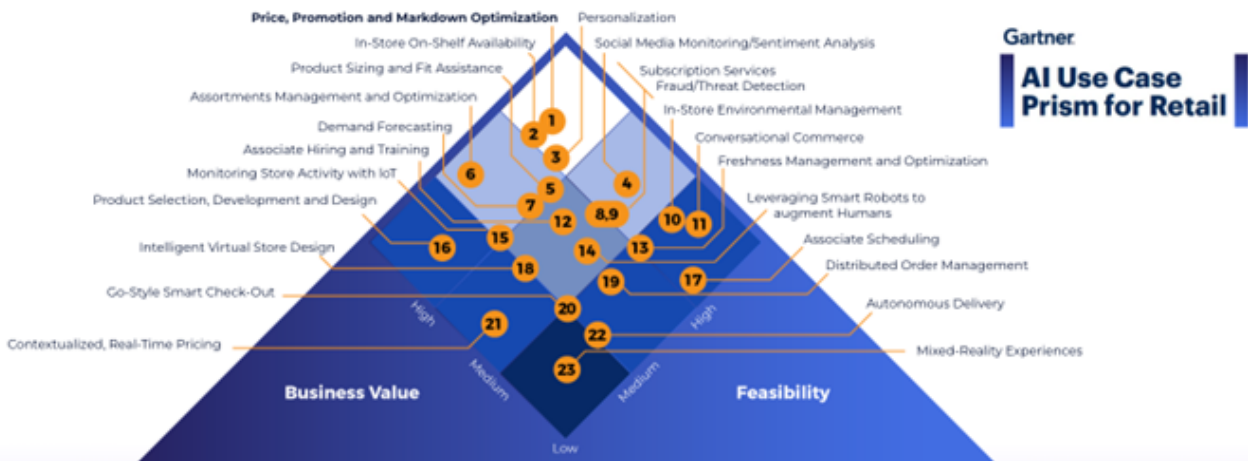 Price, Promotion and Markdown Optimization
Personalization
In-Store On-Shelf Availability
Social Media Monitoring/Sentiment Analysis
Product Sizing and Fit Assistance
Subscription Services
Fraud/Threat Detection
Assortments Management and Optimization
In-Store Environmental Management
Demand Forecasting
Conversational Commerce
Associate Hiring and Training
Freshness Management and Optimization
Monitoring Store Activity with IoT
Leveraging Smart Robots to
augment Humans
Product Selection, Development and Design
Associate Scheduling
Intelligent Virtual Store Design
Distributed Order Management
Go-Style Smart Check-Out
Autonomous Delivery
Contextualized, Real-Time Pricing
Mixed-Reality Experiences
1
2
3
4
5
6
7
8,9
12
10
11
15
16
14
13
18
19
17
20
21
22
23
High
High
Medium
Medium
Low
Business Value
Feasibility
Gartner
AI Use Case
Prism for Retail